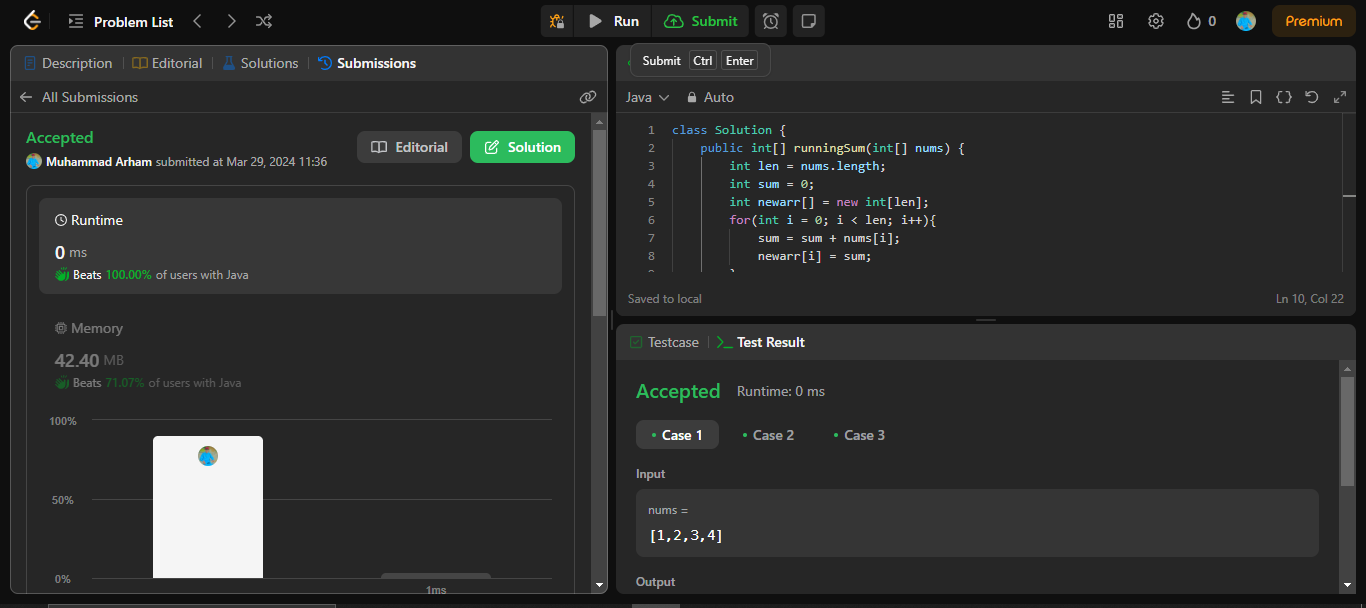 Problem List
Run
Submit
0
Premium
Description
Editorial
Solutions
Submissions
All Submissions
Accepted
Muhammad Arham submitted at Mar 29, 2024 11:36
Editorial
Solution
Runtime
0 ms
Beats 100.00% of users with Java
Memory
42.40 MB
Beats 71.07% of users with Java
100%
50%
0%
1ms
Submit Ctrl Enter
Java
Auto
1 class Solution {
2 public int[] runningSum(int[] nums) {
3 int len = nums.length;
4 int sum = 0;
5 int newarr[] = new int[len];
6 for(int i = 0; i < len; i++){
7 sum = sum + nums[i];
8 newarr[i] = sum;
Saved to local
Ln 10, Col 22
Testcase
Test Result
Accepted
Runtime: 0 ms
Case 1
Case 2
Case 3
Input
nums =
[1,2,3,4]
Output